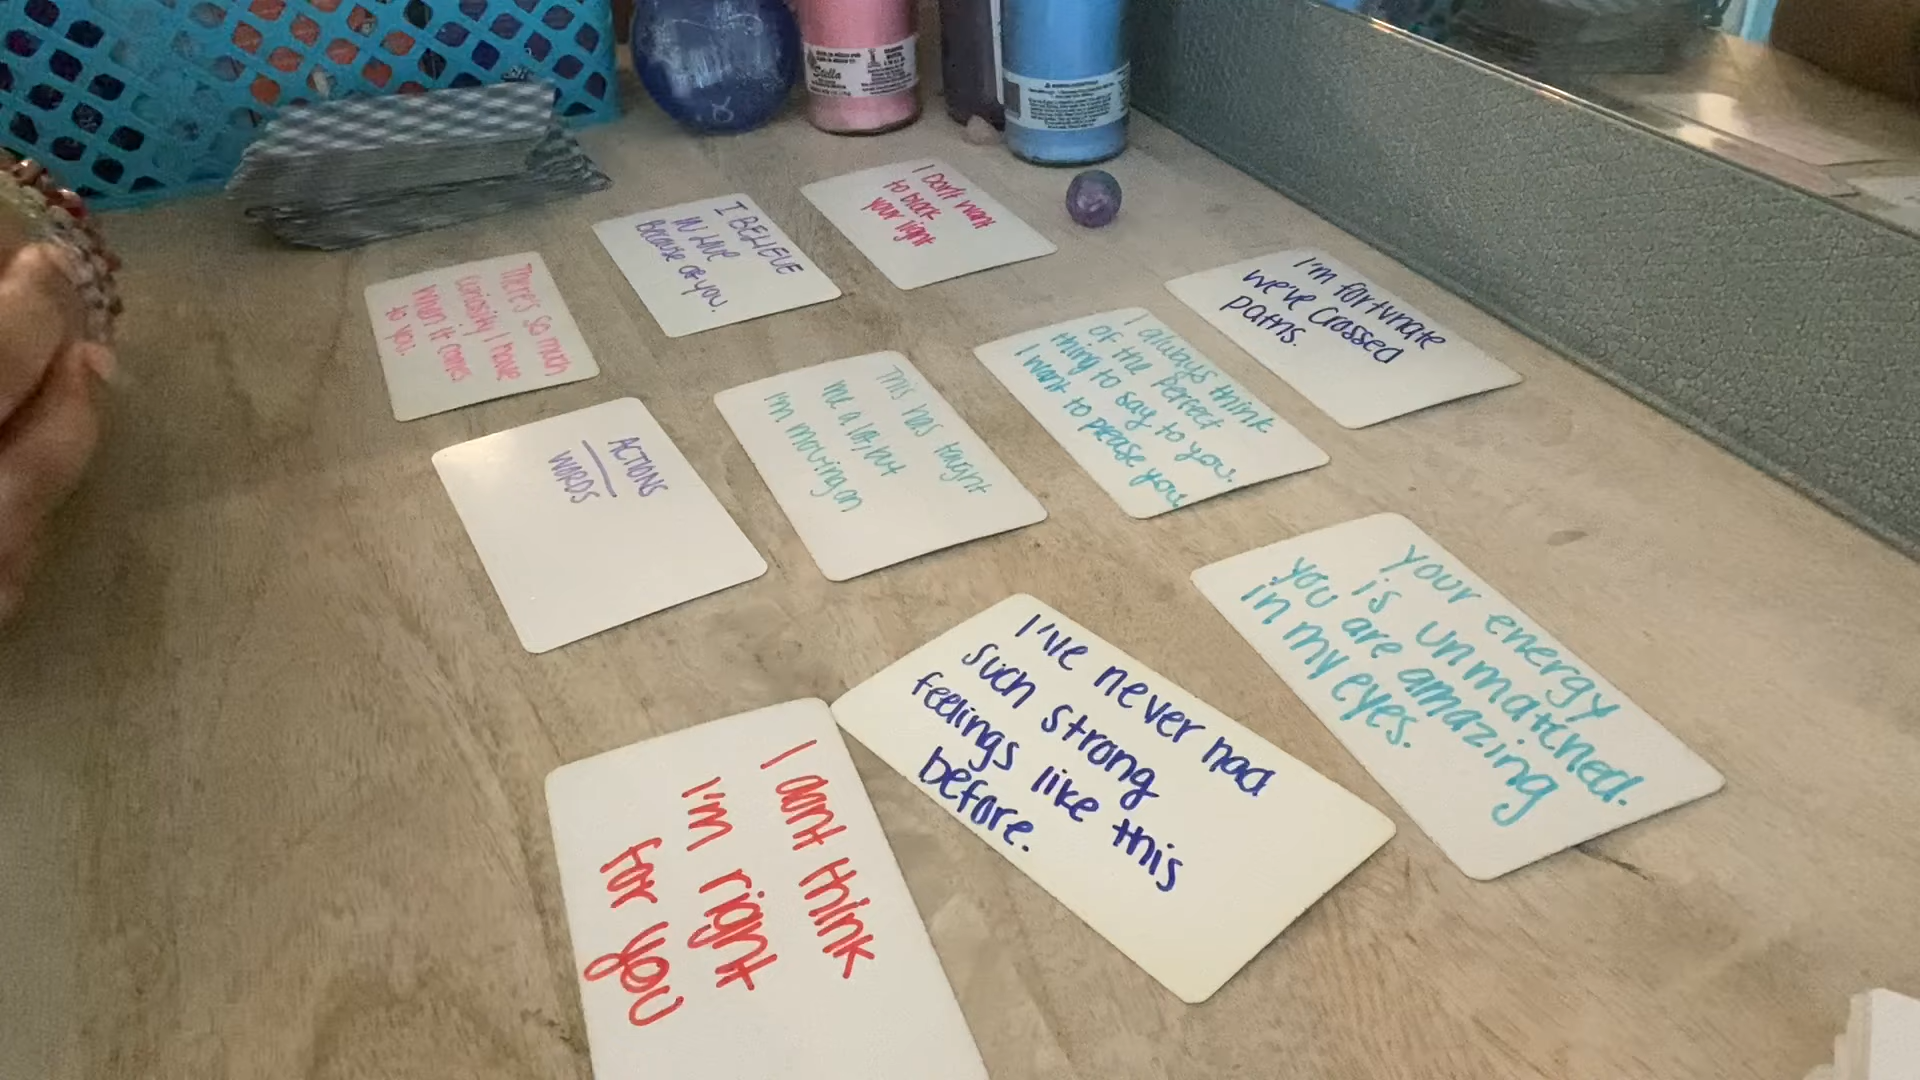 Stella
I don't want
to block
your light
I BELIEVE
IN LOVE
Because OF YOU.
There's so much
curiosity I have
when it comes
to you.
I'm fortunate
we've crossed
paths.
I always think
of the perfect
thing to say to you.
I want to please you
This has taught
me a lot, but
I'm moving on
ACTIONS
WORDS
your energy
is unmatched.
you are amazing
in my eyes.
I've never had
such strong
feelings like this
before.
I dont think
I'm right
for you